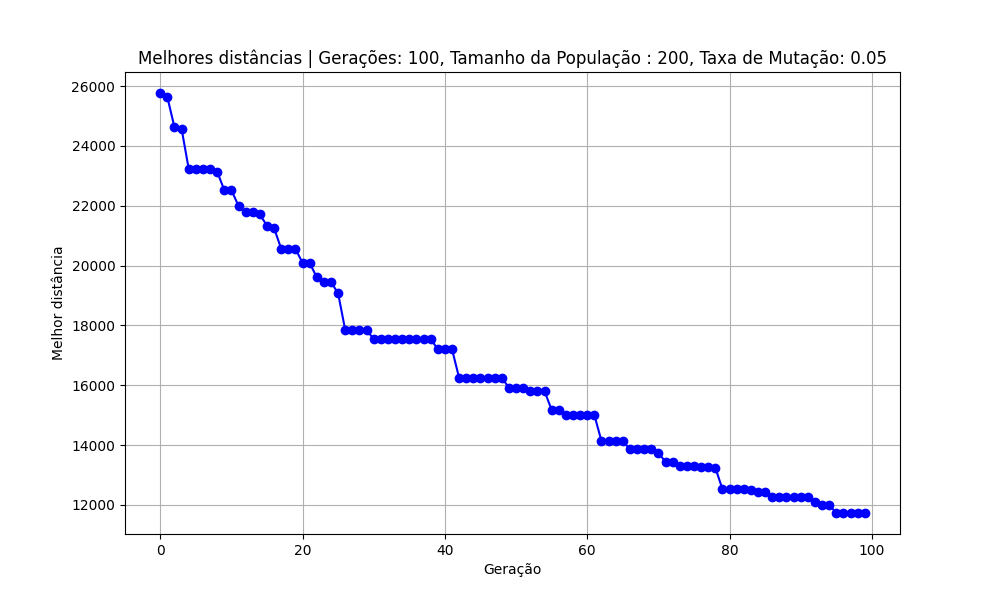 Melhores distâncias | Gerações: 100, Tamanho da População : 200, Taxa de Mutação: 0.05
26000
24000
22000
20000
18000
16000
14000
12000
Melhor distância
0 20 40 60 80 100
Geração